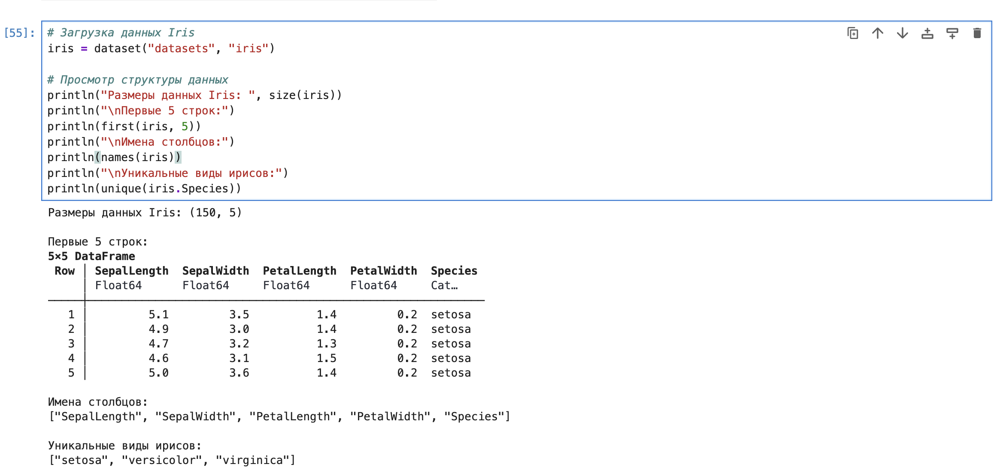 [55]:
# Загрузка данных Iris
iris = dataset("datasets", "iris")
# Просмотр структуры данных
println("Размеры данных Iris: ", size(iris))
println("\nПервые 5 строк:")
println(first(iris, 5))
println("\nИмена столбцов:")
println(names(iris))
println("\nУникальные виды ирисов:")
println(unique(iris.Species))
Размеры данных Iris: (150, 5)
Первые 5 строк:
5×5 DataFrame
Row SepalLength SepalWidth PetalLength PetalWidth Species
Float64 Float64 Float64 Float64 Cat…
1 5.1 3.5 1.4 0.2 setosa
2 4.9 3.0 1.4 0.2 setosa
3 4.7 3.2 1.3 0.2 setosa
4 4.6 3.1 1.5 0.2 setosa
5 5.0 3.6 1.4 0.2 setosa
Имена столбцов:
["SepalLength", "SepalWidth", "PetalLength", "PetalWidth", "Species"]
Уникальные виды ирисов:
["setosa", "versicolor", "virginica"]